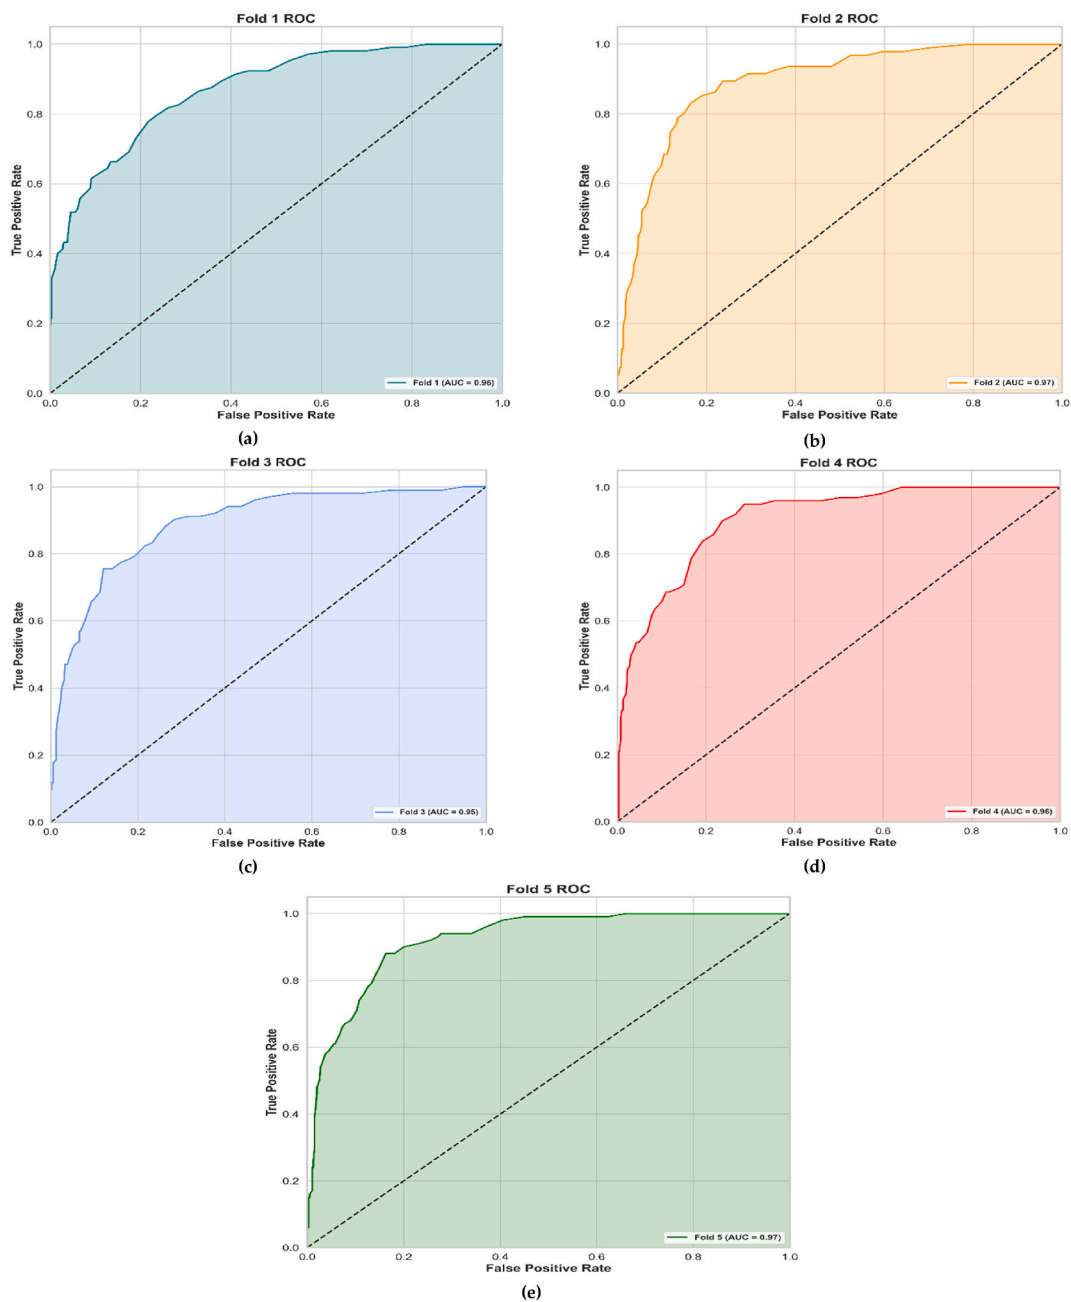 Fold 1 ROC
1.0
0.8
0.6
0.4
0.2
0.0
True Positive Rate
Fold 1 (AUC = 0.96)
0.0 0.2 0.4 0.6 0.8 1.0
False Positive Rate
(a)
Fold 2 ROC
1.0
0.8
0.6
0.4
0.2
0.0
True Positive Rate
Fold 2 (AUC = 0.97)
0.0 0.2 0.4 0.6 0.8 1.0
False Positive Rate
(b)
Fold 3 ROC
1.0
0.8
0.6
0.4
0.2
0.0
True Positive Rate
Fold 3 (AUC = 0.95)
0.0 0.2 0.4 0.6 0.8 1.0
False Positive Rate
(c)
Fold 4 ROC
1.0
0.8
0.6
0.4
0.2
0.0
True Positive Rate
Fold 4 (AUC = 0.96)
0.0 0.2 0.4 0.6 0.8 1.0
False Positive Rate
(d)
Fold 5 ROC
1.0
0.8
0.6
0.4
0.2
0.0
True Positive Rate
Fold 5 (AUC = 0.97)
0.0 0.2 0.4 0.6 0.8 1.0
False Positive Rate
(e)